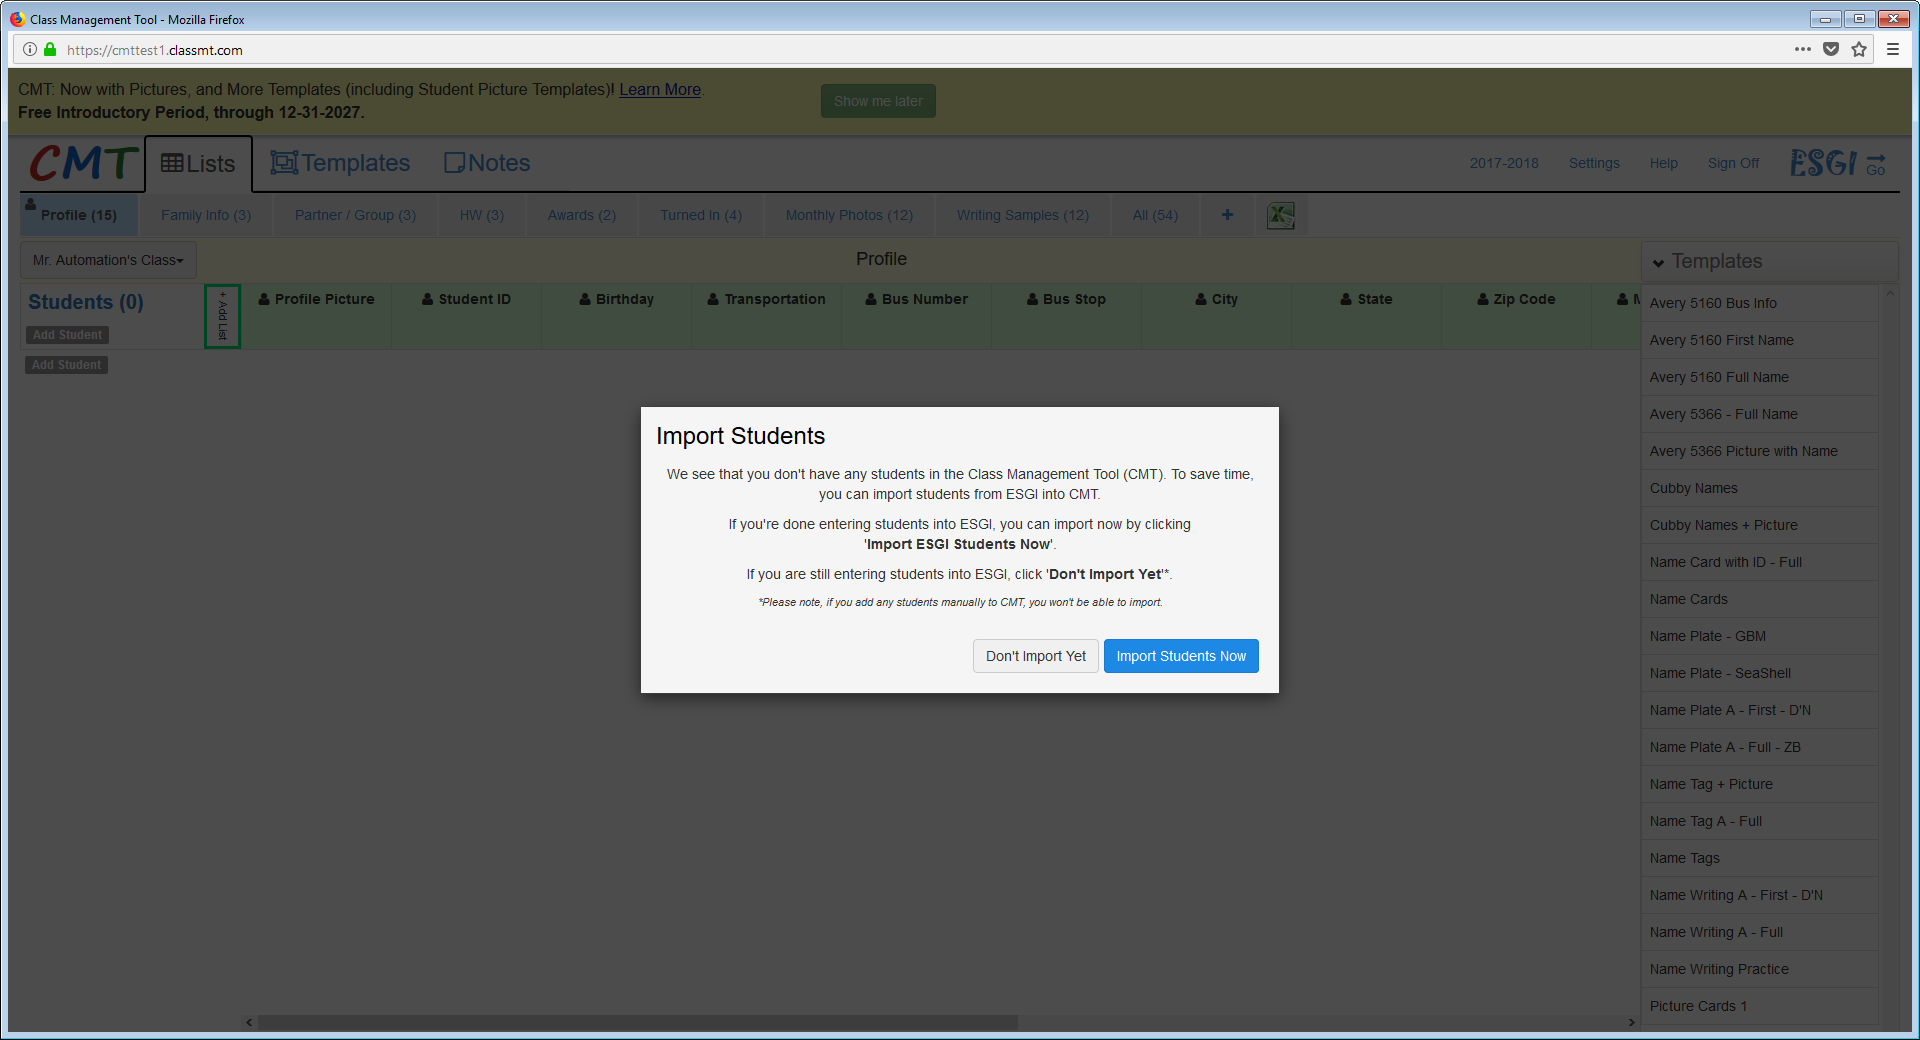 Class Management Tool - Mozilla Firefox
https://cmttest1.classmt.com
CMT: Now with Pictures, and More Templates (including Student Picture Templates)! Learn More.
Free Introductory Period, through 12-31-2027.
Show me later
CMT
Lists
Templates
Notes
2017-2018
Settings
Help
Sign Off
ESGI
Go
Profile (15)
Family Info (3)
Partner / Group (3)
HW (3)
Awards (2)
Turned In (4)
Monthly Photos (12)
Writing Samples (12)
All (54)
+
Mr. Automation's Class
Profile
Templates
Students (0)
Add Student
+ Add List
Profile Picture
Student ID
Birthday
Transportation
Bus Number
Bus Stop
City
State
Zip Code
Add Student
Avery 5160 Bus Info
Avery 5160 First Name
Avery 5160 Full Name
Avery 5366 - Full Name
Avery 5366 Picture with Name
Cubby Names
Cubby Names + Picture
Name Card with ID - Full
Name Cards
Name Plate - GBM
Name Plate - SeaShell
Name Plate A - First - D'N
Name Plate A - Full - ZB
Name Tag + Picture
Name Tag A - Full
Name Tags
Name Writing A - First - D'N
Name Writing A - Full
Name Writing Practice
Picture Cards 1
Import Students
We see that you don't have any students in the Class Management Tool (CMT). To save time,
you can import students from ESGI into CMT.
If you're done entering students into ESGI, you can import now by clicking
'Import ESGI Students Now'.
If you are still entering students into ESGI, click 'Don't Import Yet'*.
*Please note, if you add any students manually to CMT, you won't be able to import.
Don't Import Yet
Import Students Now